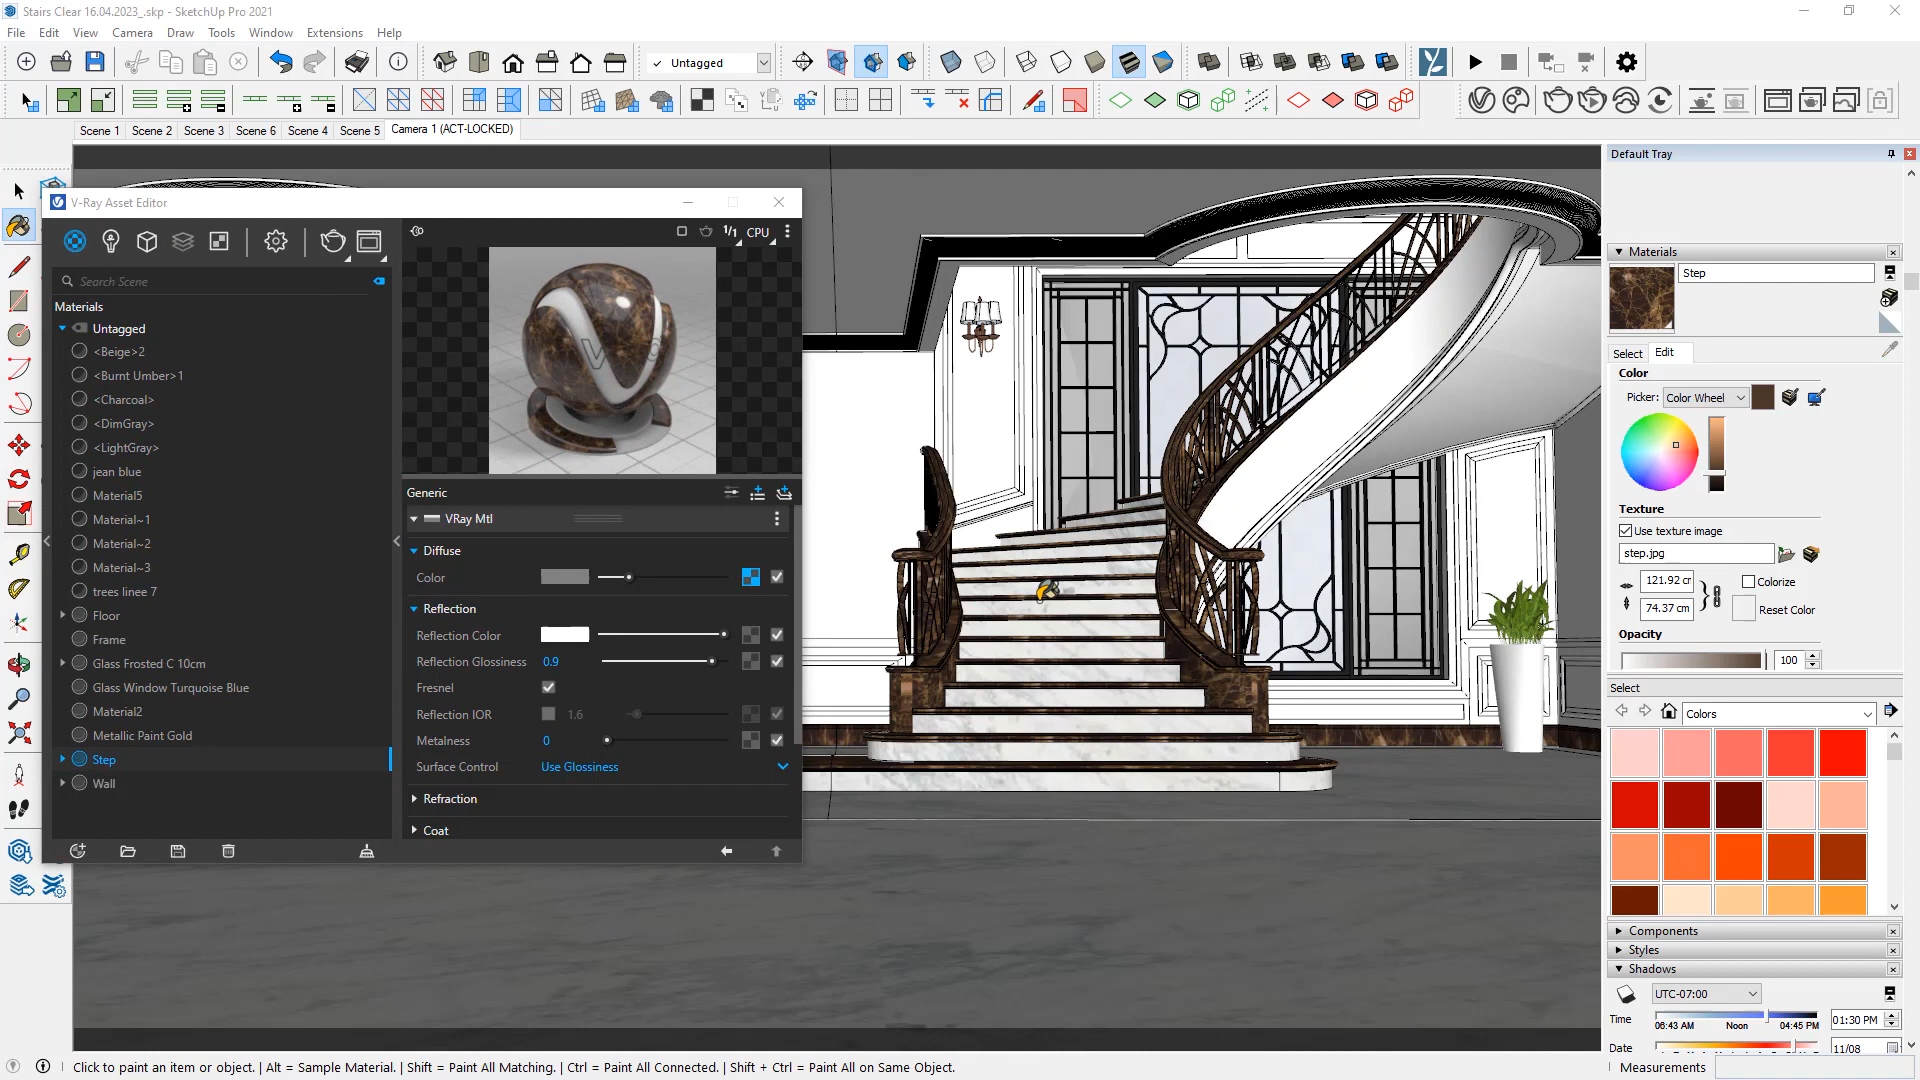 Stairs Clear 16.04.2023_.skp - SketchUp Pro 2021
File Edit View Camera Draw Tools Window Extensions Help
Untagged
Scene 1 Scene 2 Scene 3 Scene 6 Scene 4 Scene 5 Camera 1 (ACT-LOCKED)
Default Tray
V-Ray Asset Editor
1/1 CPU
Search Scene
Materials
Untagged
<Beige>2
<Burnt Umber>1
<Charcoal>
<DimGray>
<LightGray>
jean blue
Material5
Material~1
Material~2
Material~3
trees linee 7
Floor
Frame
Glass Frosted C 10cm
Glass Window Turquoise Blue
Material2
Metallic Paint Gold
Step
Wall
Generic
VRay Mtl
Diffuse
Color
Reflection
Reflection Color
Reflection Glossiness 0.9
Fresnel
Reflection IOR 1.6
Metalness 0
Surface Control Use Glossiness
Refraction
Coat
Materials
Step
Select Edit
Color
Picker: Color Wheel
Texture
Use texture image
step.jpg
121.92 cr Colorize
74.37 cm Reset Color
Opacity
100
Select
Colors
Components
Styles
Shadows
UTC-07:00
Time 06:43 AM Noon 04:45 PM 01:30 PM
Date 11/08
Click to paint an item or object. | Alt = Sample Material. | Shift = Paint All Matching. | Ctrl = Paint All Connected. | Shift + Ctrl = Paint All on Same Object.
Measurements